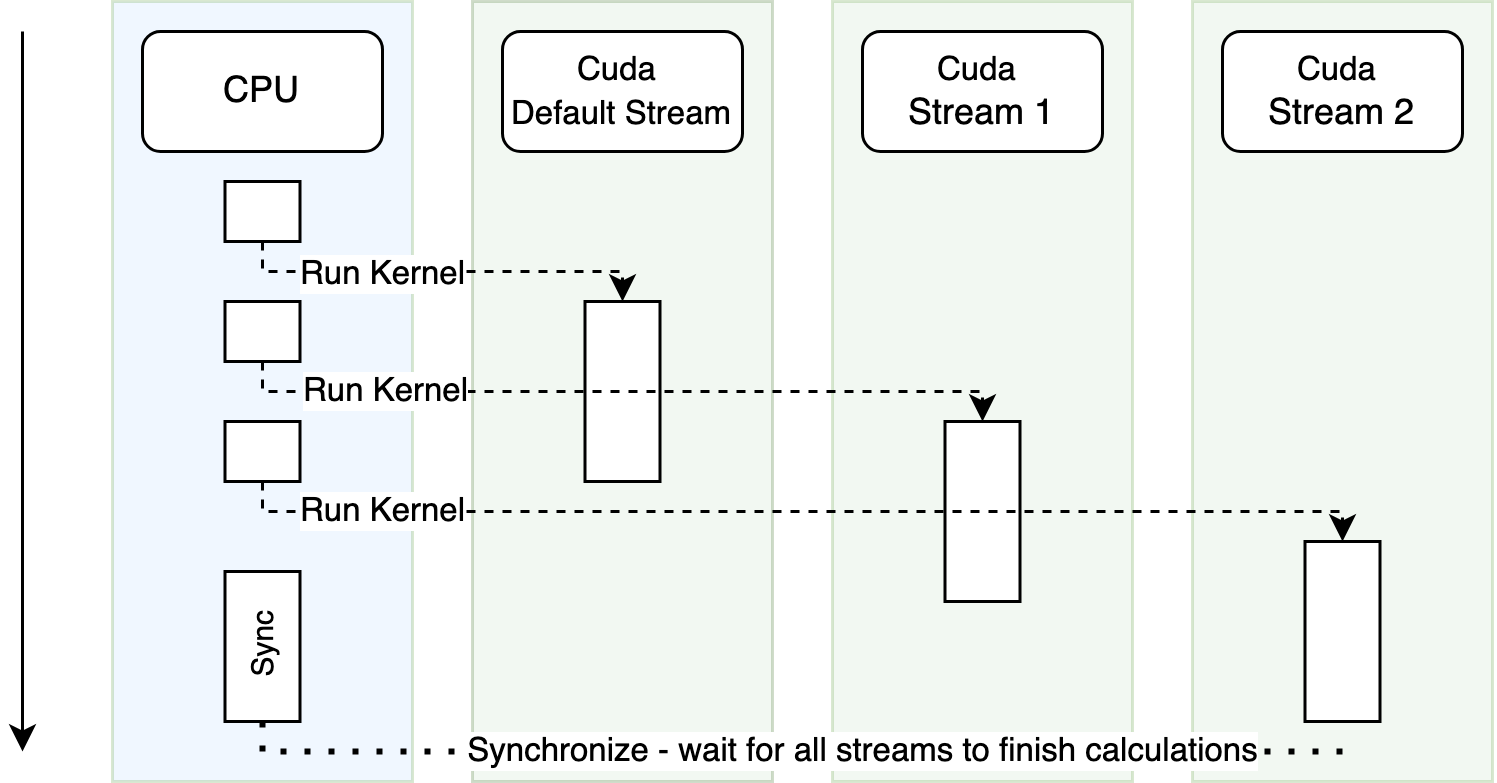 CPU
Cuda
Default Stream
Cuda
Stream 1
Cuda
Stream 2
Run Kernel
Run Kernel
Run Kernel
Sync
Synchronize - wait for all streams to finish calculations